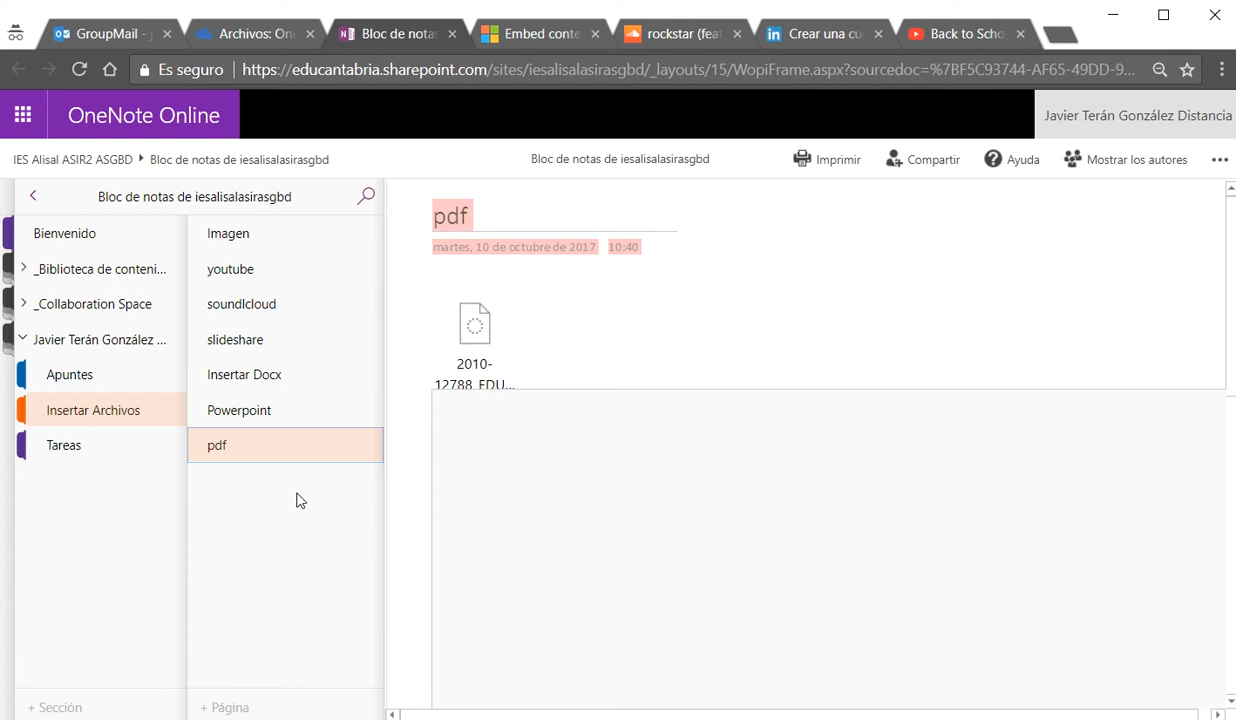 GroupMail - j
Archivos: One
Bloc de notas
Embed conte
rockstar (feat
Crear una cu
Back to Scho
Es seguro
https://educantabria.sharepoint.com/sites/iesalisalasirasgbd/_layouts/15/WopiFrame.aspx?sourcedoc=%7BF5C93744-AF65-49DD-9...
OneNote Online
Javier Terán González Distancia
IES Alisal ASIR2 ASGBD
Bloc de notas de iesalisalasirasgbd
Bloc de notas de iesalisalasirasgbd
Imprimir
Compartir
Ayuda
Mostrar los autores
Bloc de notas de iesalisalasirasgbd
Bienvenido
_Biblioteca de conteni...
_Collaboration Space
Javier Terán González ...
Apuntes
Insertar Archivos
Tareas
+ Sección
Imagen
youtube
soundlcloud
slideshare
Insertar Docx
Powerpoint
pdf
+ Página
pdf
martes, 10 de octubre de 2017 10:40
2010-
12788_EDU...